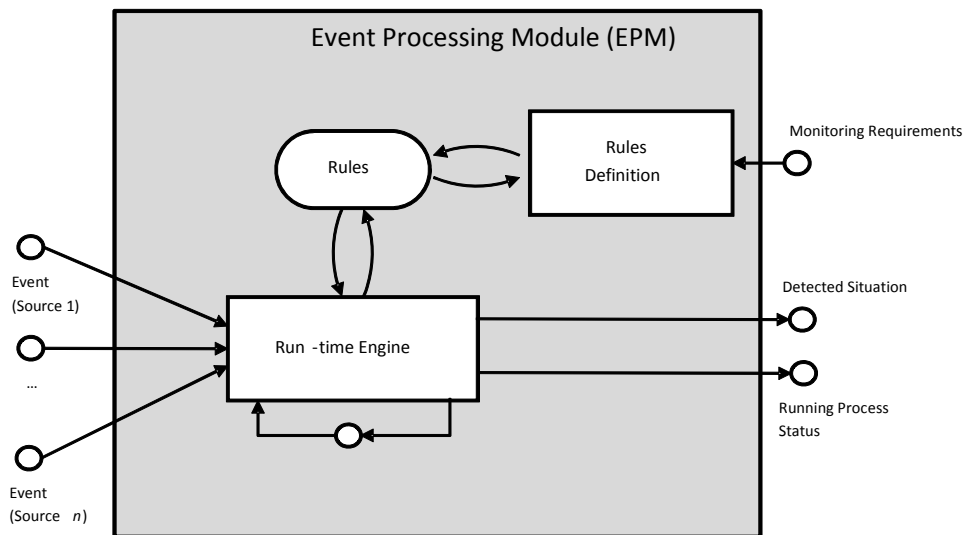 Event Processing Module (EPM)
Rules
Rules
Definition
Monitoring Requirements
Event
(Source 1)
...
Event
(Source n)
Run -time Engine
Detected Situation
Running Process
Status